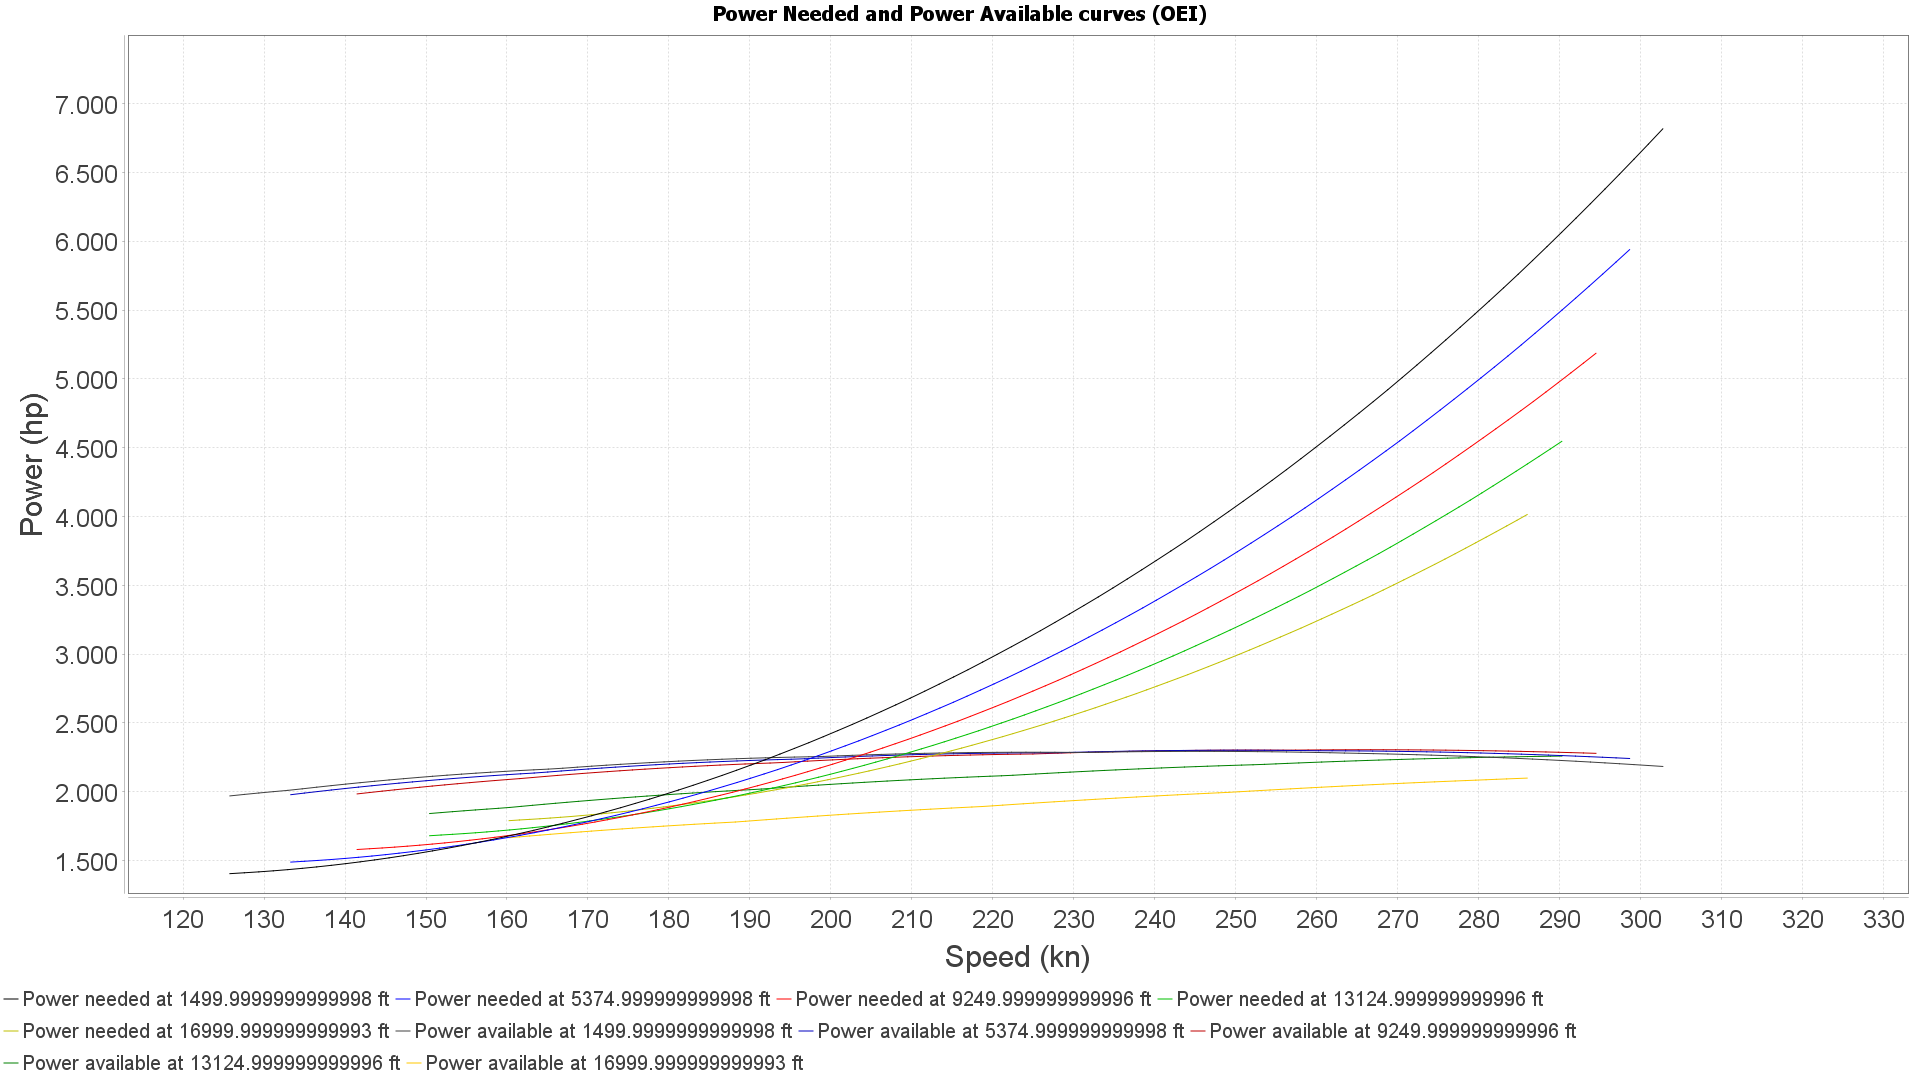 Power Needed and Power Available curves (OEI)
7.000
6.500
6.000
5.500
5.000
4.500
4.000
3.500
3.000
2.500
2.000
1.500
Power (hp)
120 130 140 150 160 170 180 190 200 210 220 230 240 250 260 270 280 290 300 310 320 330
Speed (kn)
Power needed at 1499.9999999999998 ft Power needed at 5374.999999999998 ft Power needed at 9249.999999999996 ft Power needed at 13124.999999999996 ft
Power needed at 16999.999999999993 ft Power available at 1499.9999999999998 ft Power available at 5374.999999999998 ft Power available at 9249.999999999996 ft
Power available at 13124.999999999996 ft Power available at 16999.999999999993 ft